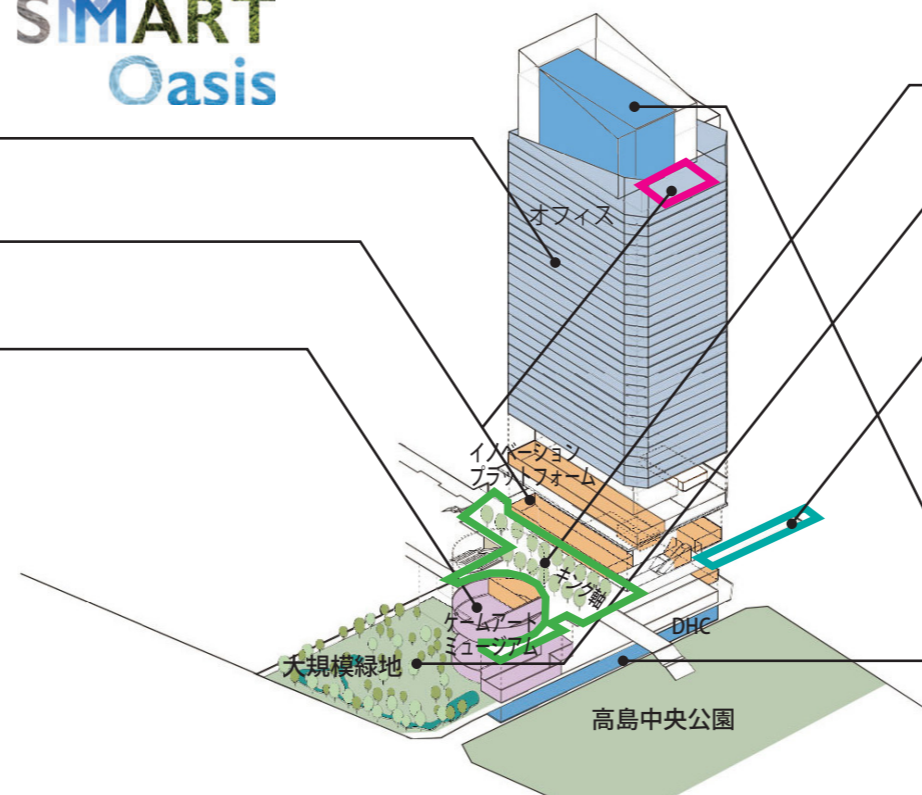 SMART
Oasis
オフィス
イノベーション
プラットフォーム
キング軸
ゲームアート
ミュージアム
DHC
大規模緑地
高島中央公園